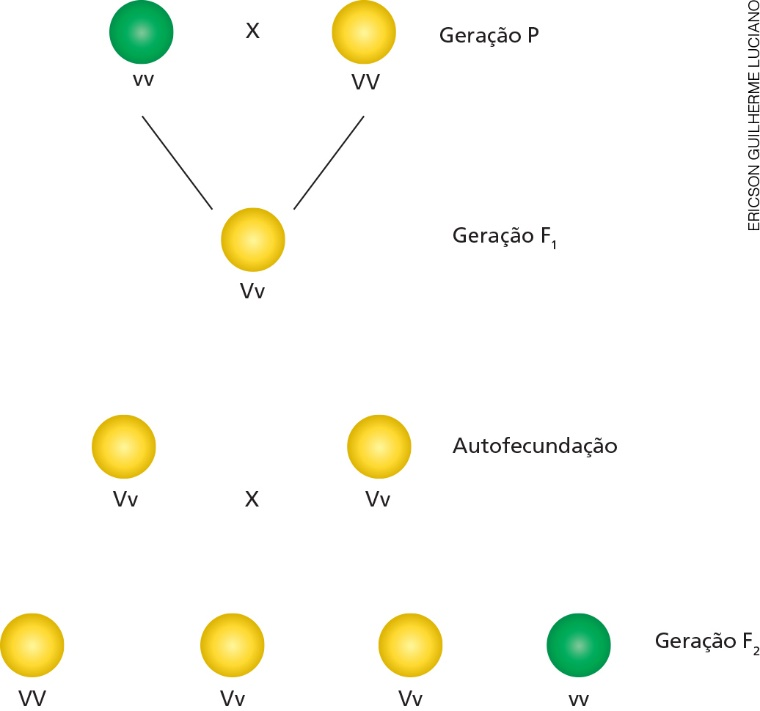 X
Geração P
vv
VV
Geração F₁
Vv
Autofecundação
Vv
X
Vv
Geração F₂
VV
Vv
Vv
vv
ERICSON GUILHERME LUCIANO